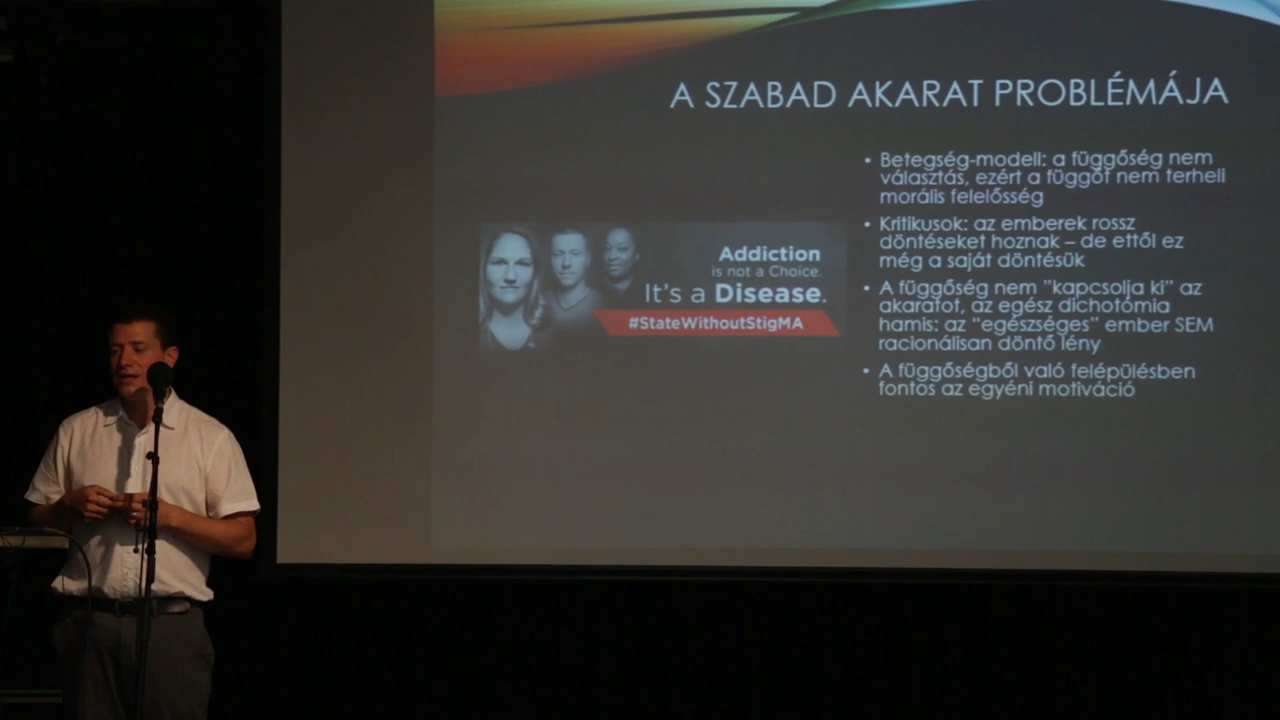 A SZABAD AKARAT PROBLÉMÁJA
Addiction
is not a Choice.
It's a Disease.
#StateWithoutStigMA
• Betegség-modell: a függőség nem
választás, ezért a függőt nem terheli
morális felelősség
• Kritikusok: az emberek rossz
döntéseket hoznak – de ettől ez
még a saját döntésük
• A függőség nem "kapcsolja ki" az
akaratot, az egész dichotómia
hamis: az "egészséges" ember SEM
racionálisan döntő lény
• A függőségből való felépülésben
fontos az egyéni motiváció